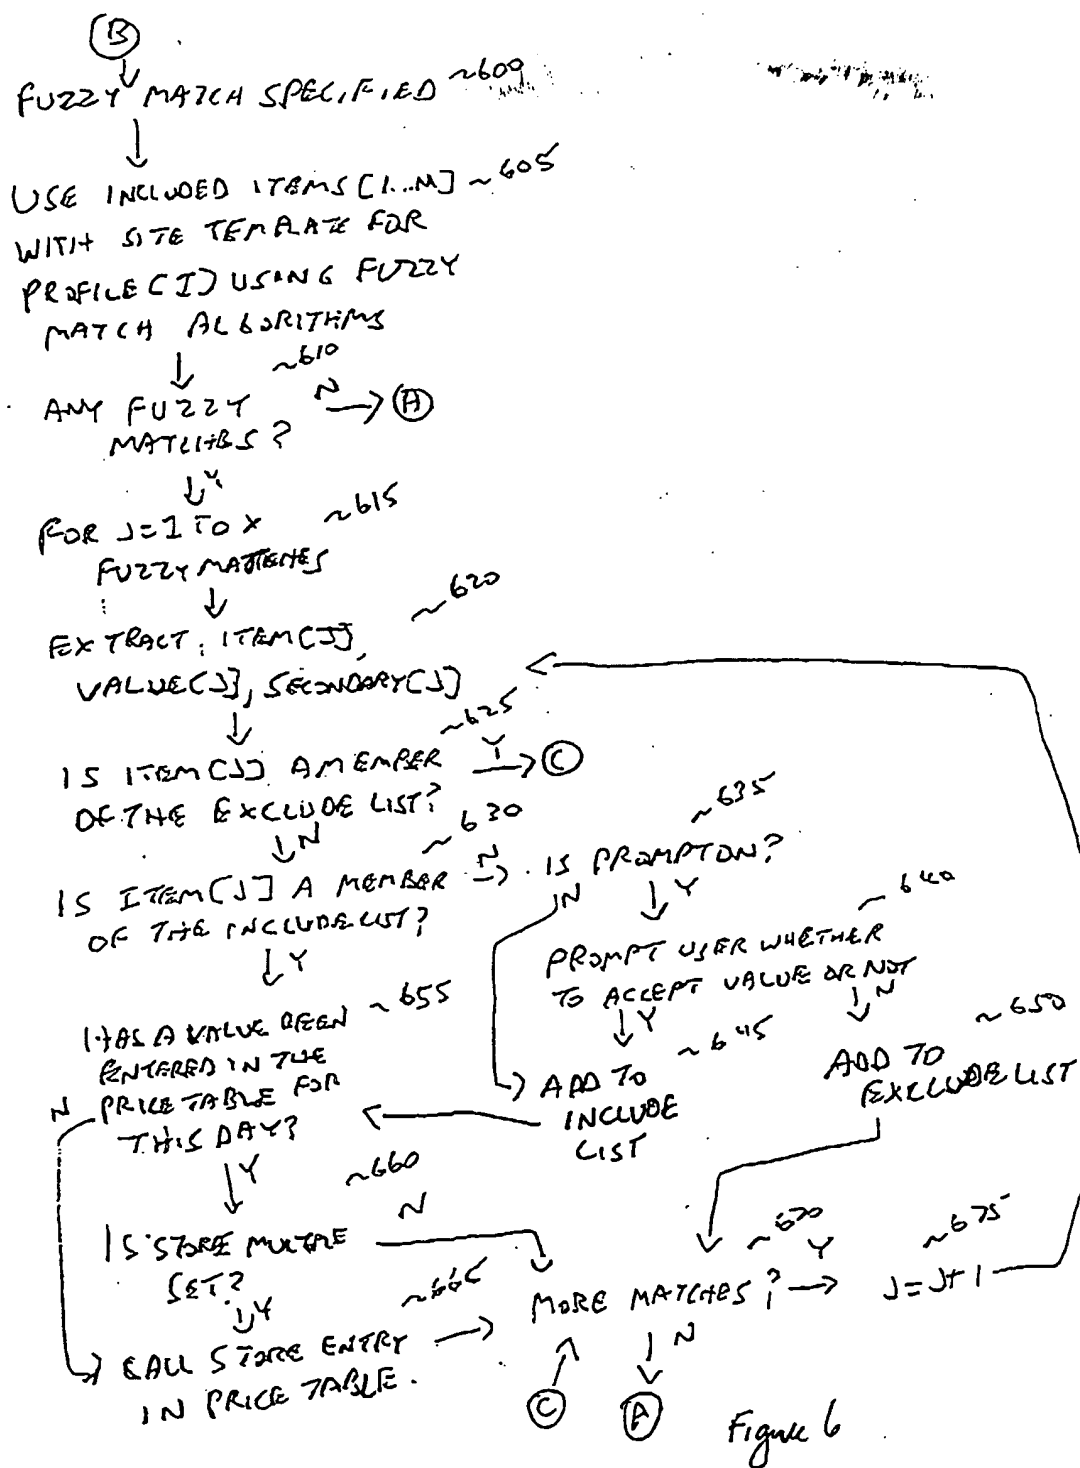 B
FUZZY MATCH SPECIFIED ~600
USE INCLUDED ITEMS[1...M] ~605
WITH SITE TEMPLATE FOR
PROFILE[I] USING FUZZY
MATCH ALGORITHMS
~610
ANY FUZZY N A
MATCHES?
Y
FOR J=1 TO X ~615
FUZZY MATCHES
~620
EXTRACT: ITEM[J],
VALUE[J], SECONDARY[J]
~625
IS ITEM[J] A MEMBER Y C
OF THE EXCLUDE LIST?
N ~630 ~635
IS ITEM[J] A MEMBER N IS PROMPT ON?
OF THE INCLUDE LIST?
N Y ~640
Y
PROMPT USER WHETHER
TO ACCEPT VALUE OR NOT
Y N
HAS A VALUE BEEN ~655
ENTERED IN THE
PRICE TABLE FOR
THIS DAY?
N
~645 ~650
ADD TO
INCLUDE
LIST
ADD TO
EXCLUDE LIST
Y ~660
IS STORE MULTIPLE N
SET?
Y ~665
~670 ~675
MORE MATCHES? Y J=J+1
N
CALL STORE ENTRY
IN PRICE TABLE.
C A
Figure 6